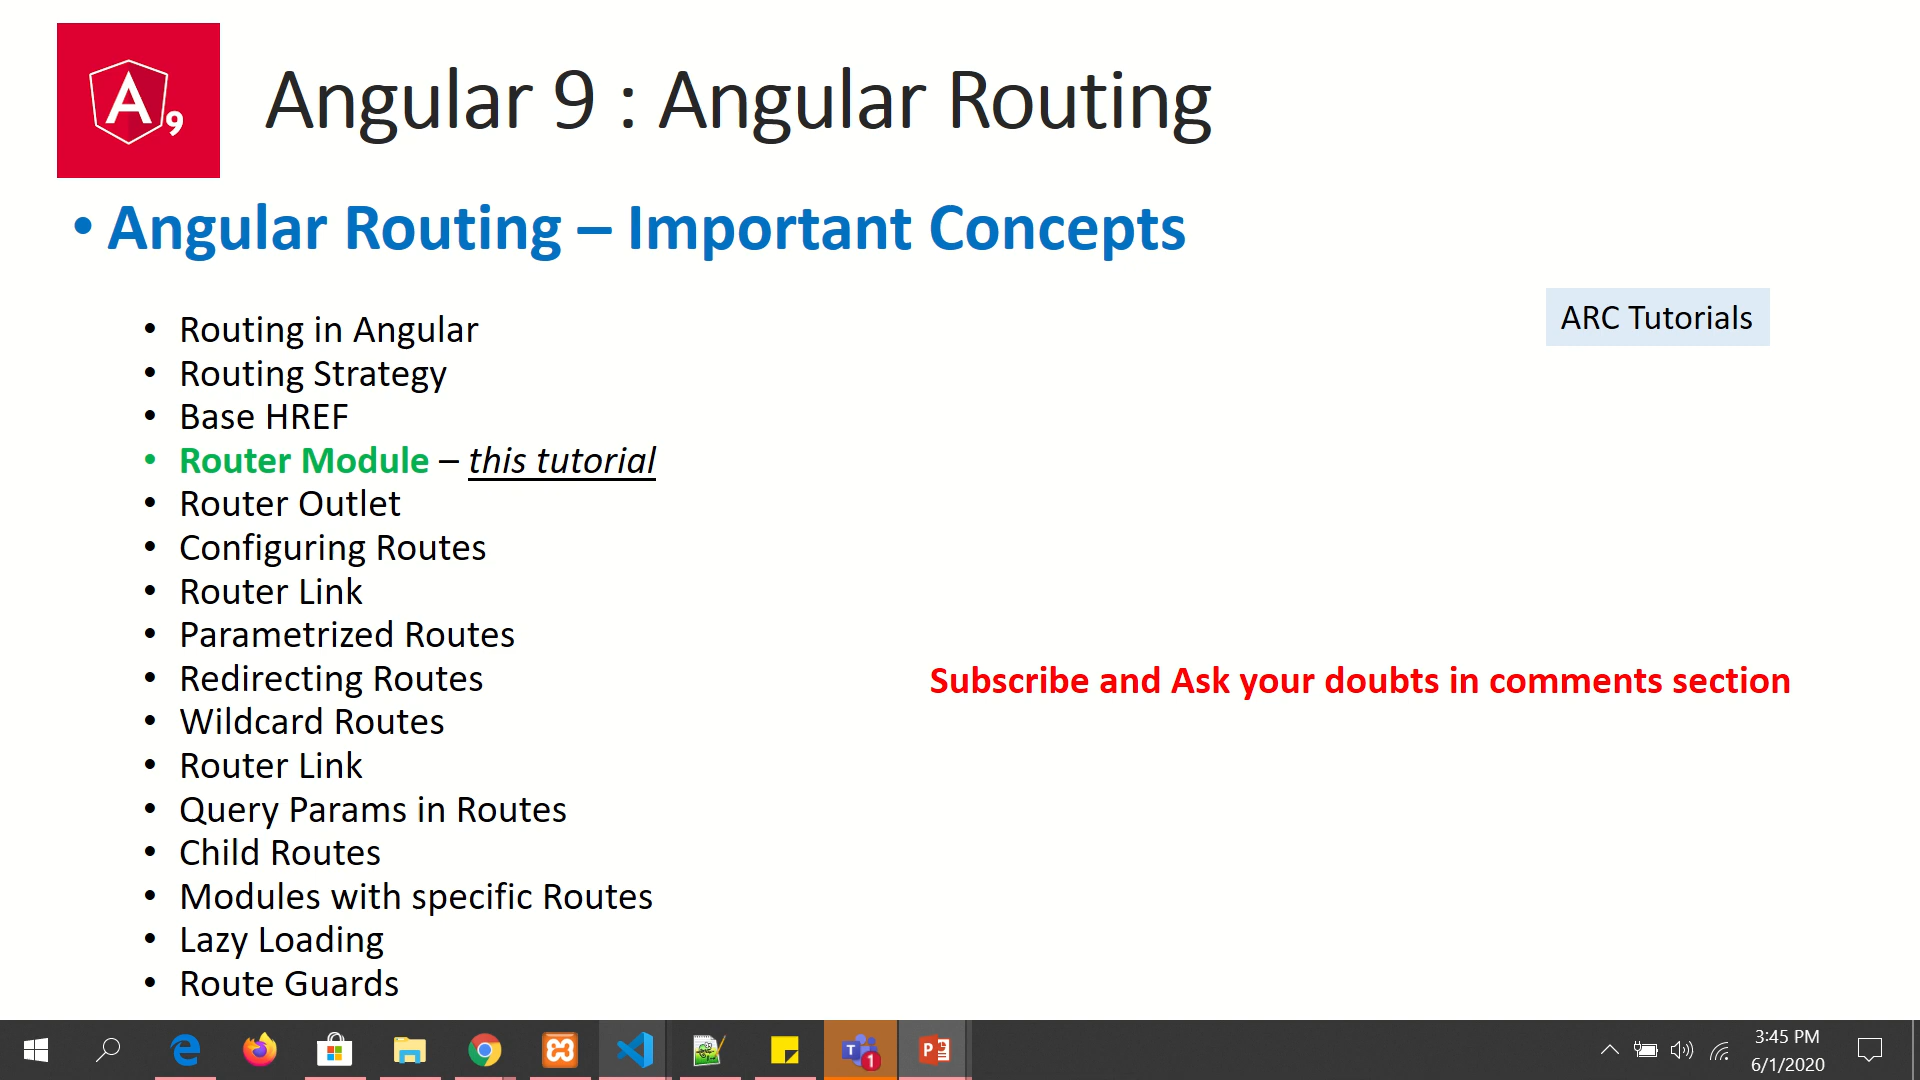 A9
Angular 9 : Angular Routing
• Angular Routing – Important Concepts
ARC Tutorials
• Routing in Angular
• Routing Strategy
• Base HREF
• Router Module – this tutorial
• Router Outlet
• Configuring Routes
• Router Link
• Parametrized Routes
• Redirecting Routes
Subscribe and Ask your doubts in comments section
• Wildcard Routes
• Router Link
• Query Params in Routes
• Child Routes
• Modules with specific Routes
• Lazy Loading
• Route Guards
T 1
P
3:45 PM
6/1/2020